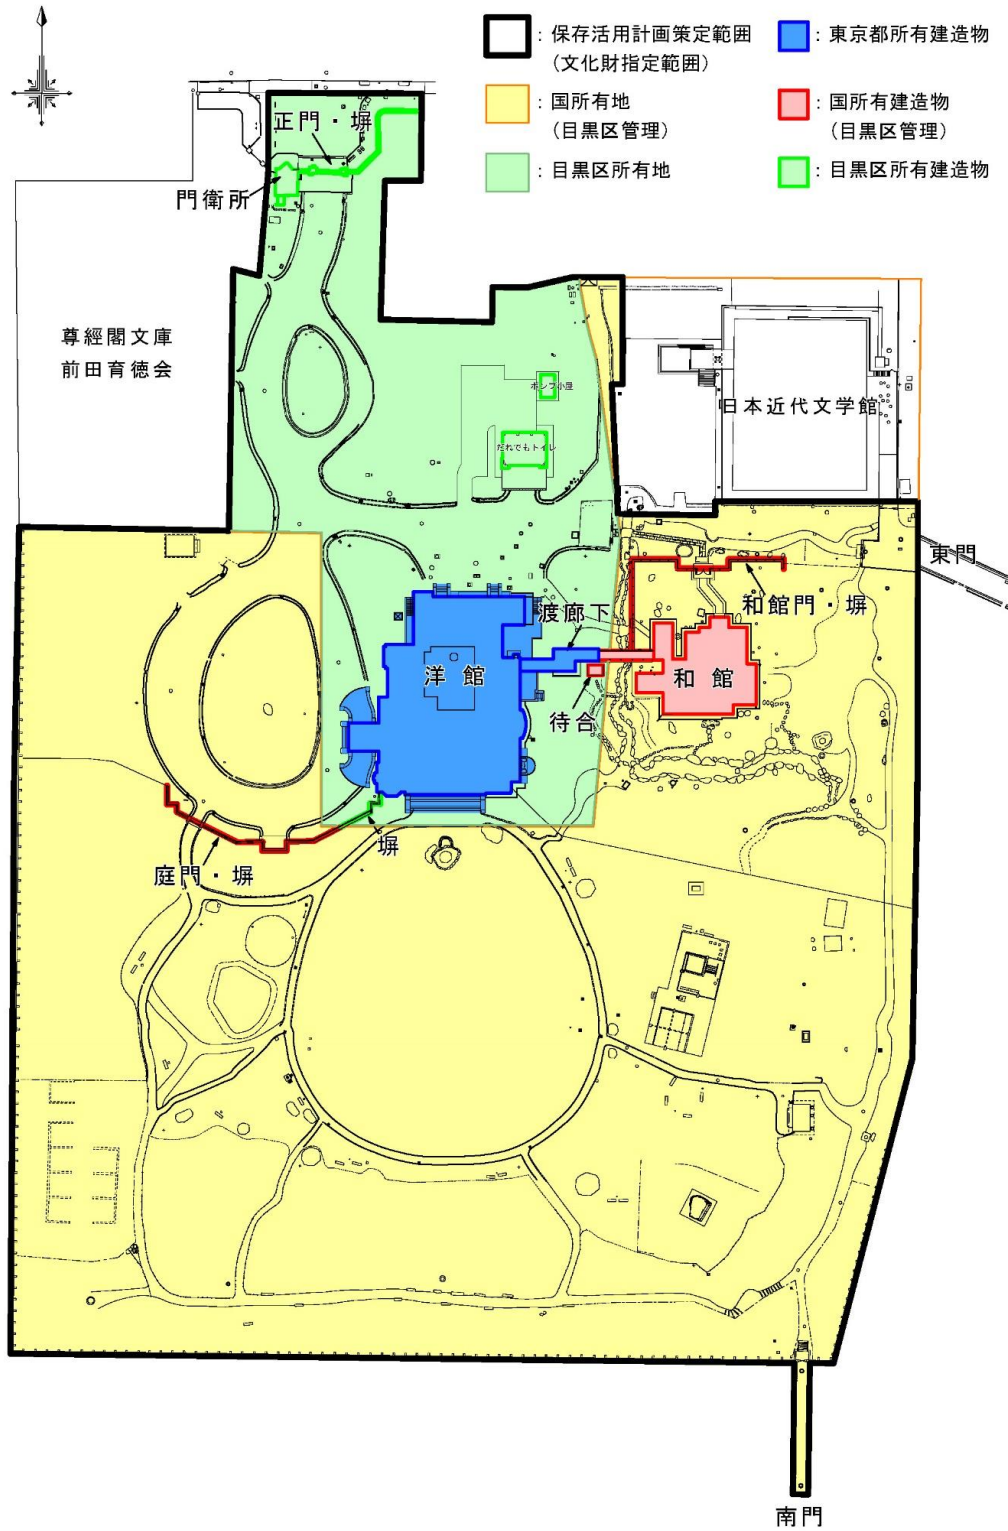 ：保存活用計画策定範囲
（文化財指定範囲）
：東京都所有建造物
：国所有地
（目黒区管理）
：国所有建造物
（目黒区管理）
：目黒区所有地
：目黒区所有建造物
正門・塀
門衛所
尊經閣文庫
前田育徳会
ポンプ小屋
だれでもトイレ
日本近代文学館
東門
渡廊下
和館門・塀
洋館
和館
待合
塀
庭門・塀
南門